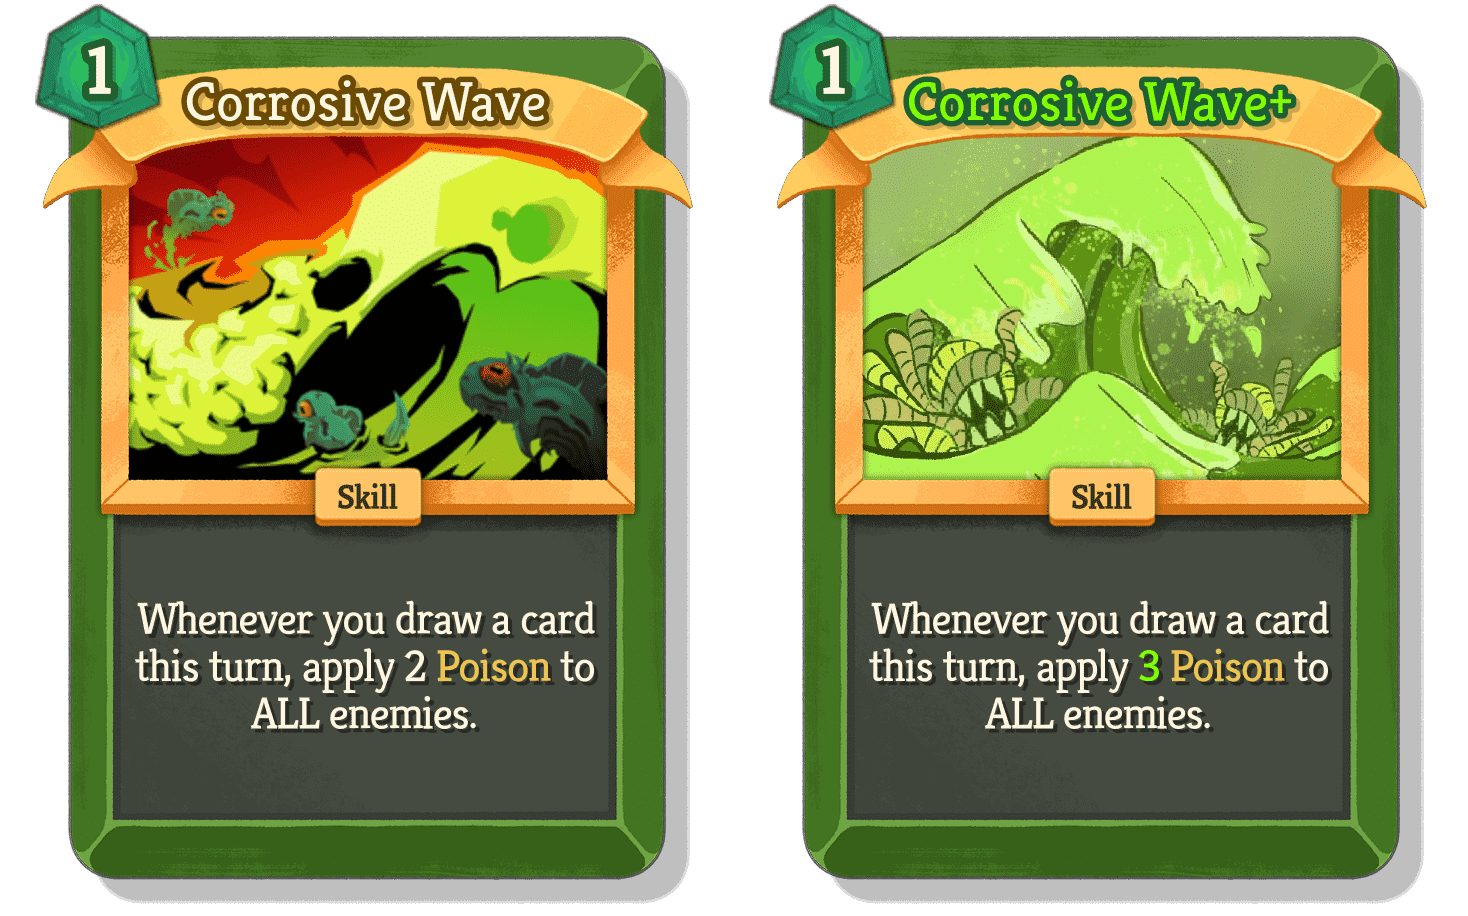 1
Corrosive Wave
Skill
Whenever you draw a card
this turn, apply 2 Poison to
ALL enemies.
1
Corrosive Wave+
Skill
Whenever you draw a card
this turn, apply 3 Poison to
ALL enemies.